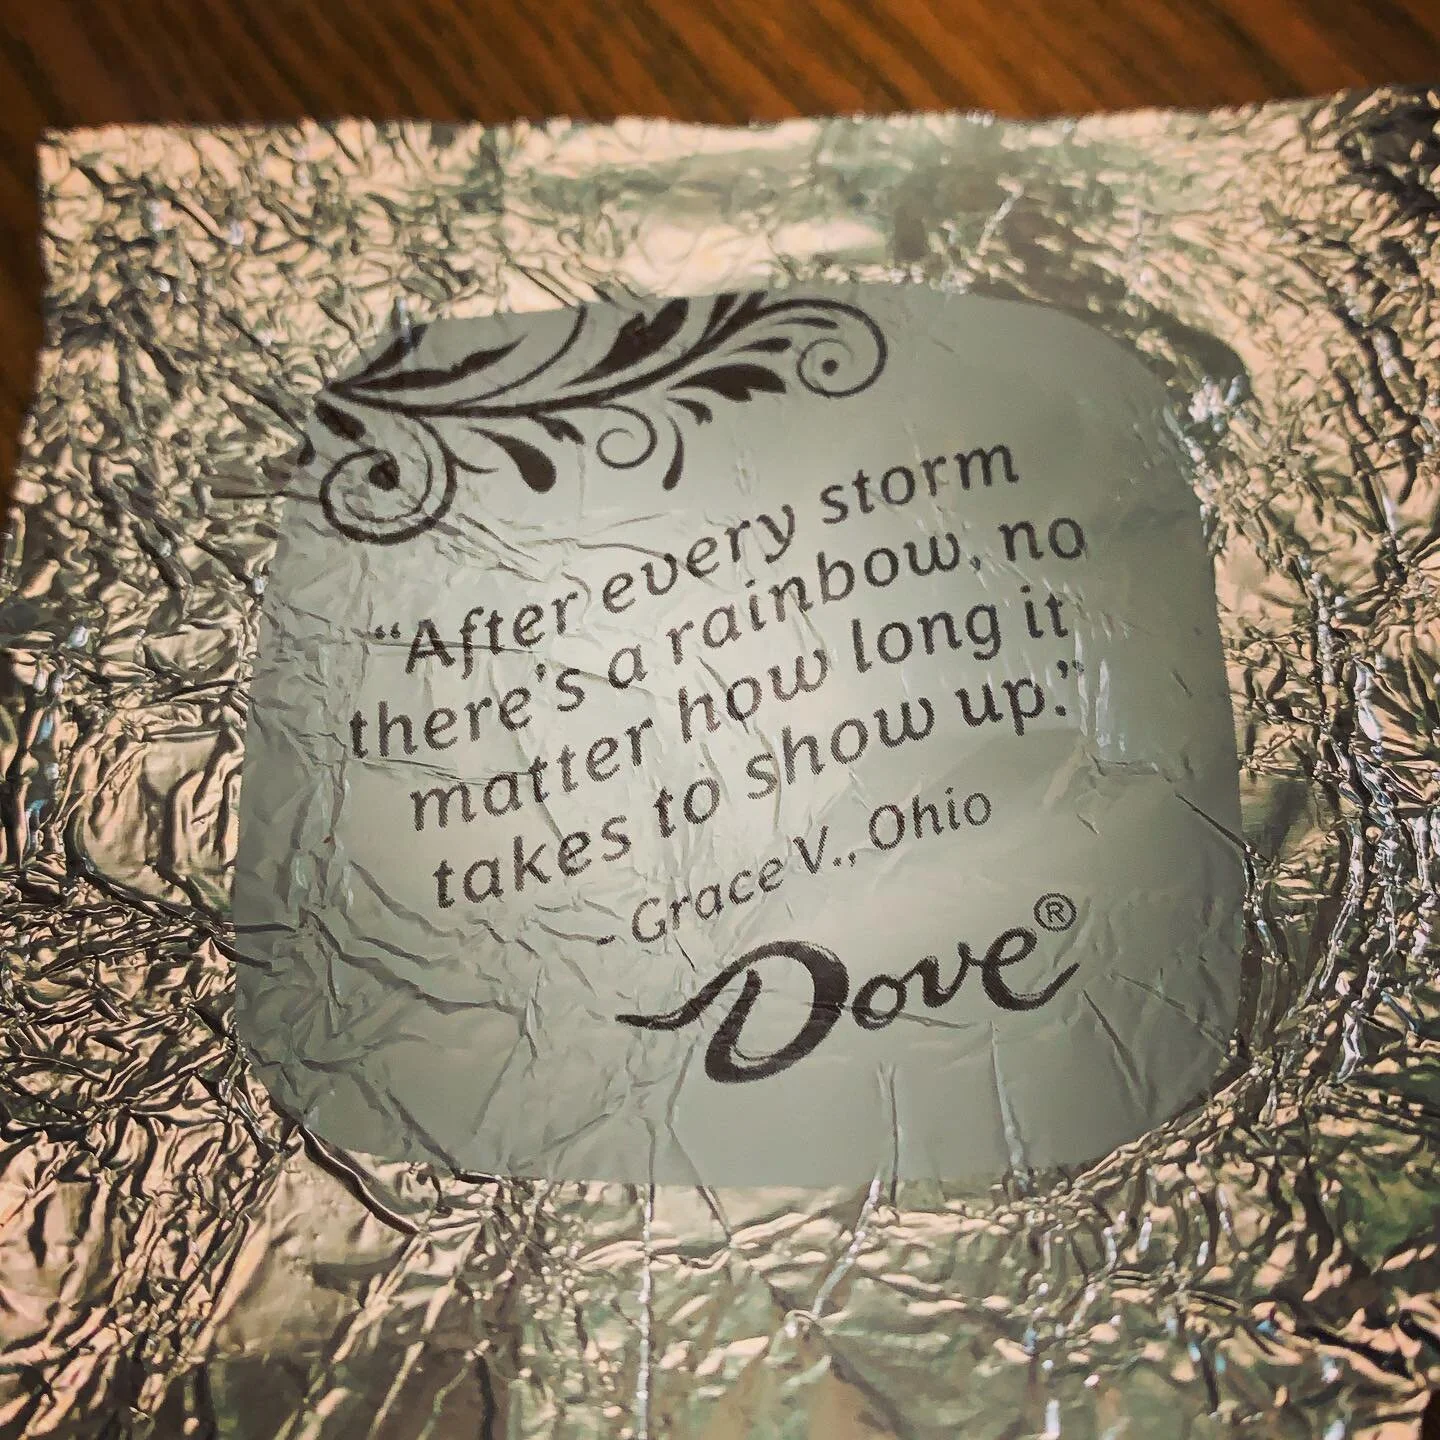 “After every storm
there's a rainbow, no
matter how long it
takes to show up.”
- Grace V., Ohio
Dove®